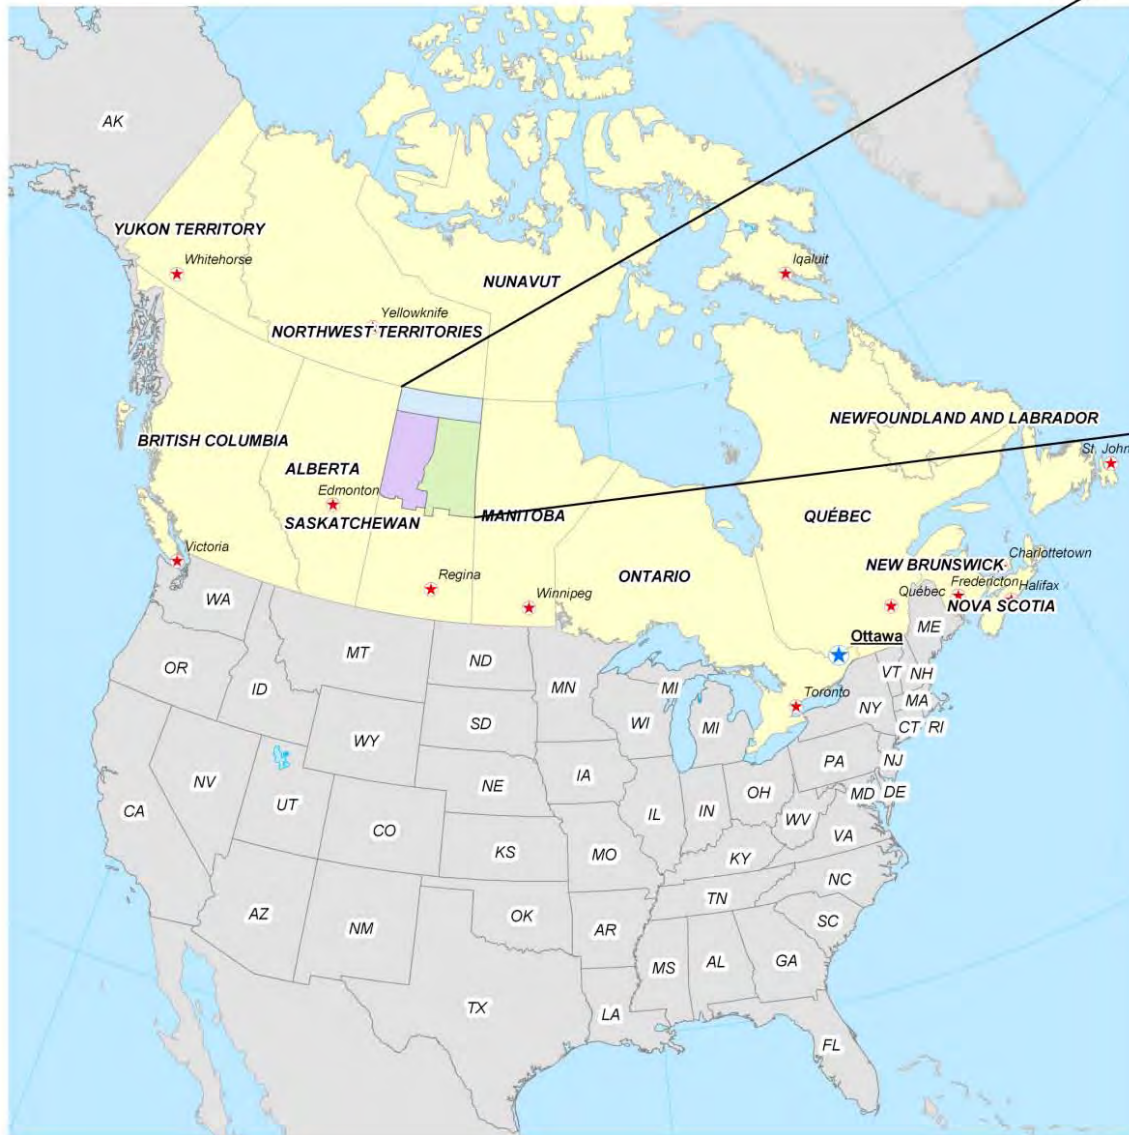 AK
YUKON TERRITORY
Whitehorse
Iqaluit
NUNAVUT
Yellowknife
NORTHWEST TERRITORIES
NEWFOUNDLAND AND LABRADOR
BRITISH COLUMBIA
St. John
ALBERTA
Edmonton
SASKATCHEWAN
MANITOBA
QUÉBEC
Victoria
Charlottetown
NEW BRUNSWICK
ONTARIO
Regina
Fredericton
Halifax
Québec
Winnipeg
NOVA SCOTIA
WA
ME
Ottawa
MT
ND
OR
VT
NH
ID
MN
MI
Toronto
MA
NY
SD
WI
MI
CT
RI
WY
PA
NJ
IA
NV
NE
OH
MD
DE
UT
CA
IL
IN
WV
CO
VA
KS
MO
KY
NC
TN
AZ
OK
SC
NM
AR
MS
AL
GA
TX
LA
FL